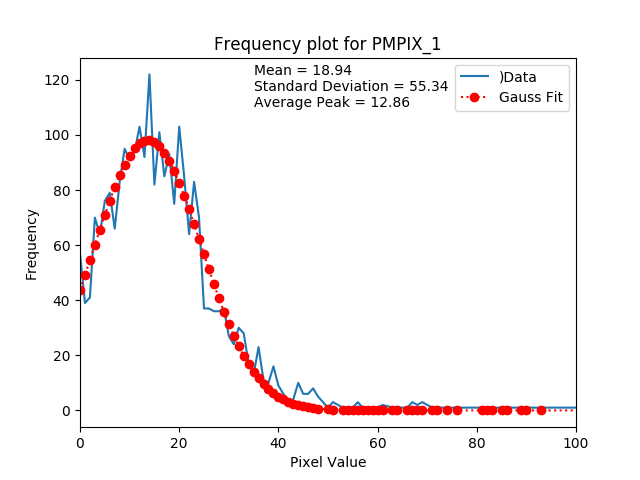 Frequency plot for PMPIX_1
Mean = 18.94
Standard Deviation = 55.34
Average Peak = 12.86
)Data
Gauss Fit
Frequency
120
100
80
60
40
20
0
0 20 40 60 80 100
Pixel Value